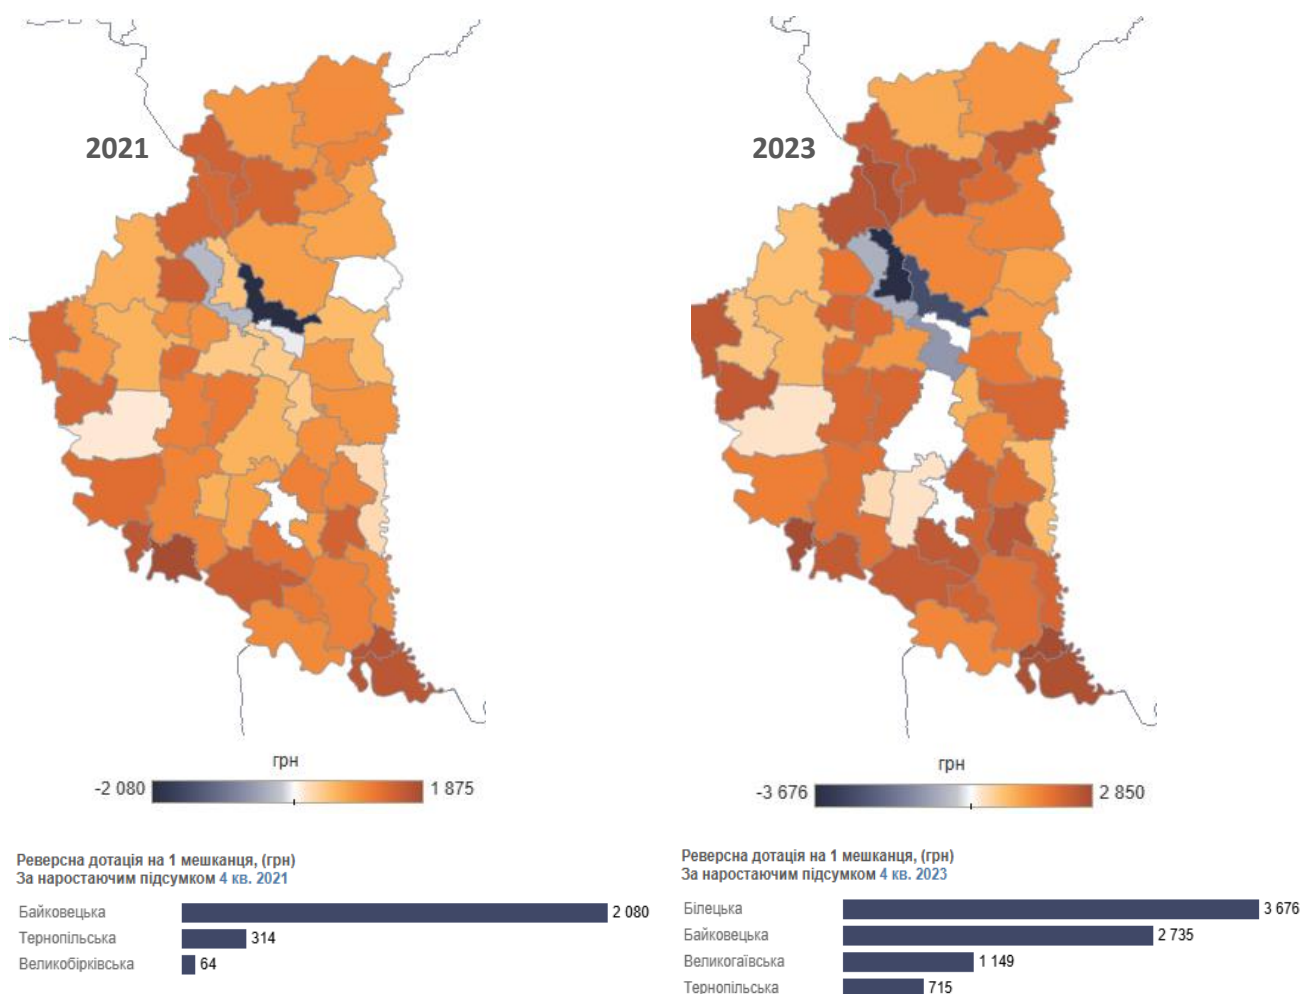 2021
2023
грн
-2 080
1 875
грн
-3 676
2 850
Реверсна дотація на 1 мешканця, (грн)
За наростаючим підсумком 4 кв. 2021
Байковецька
2 080
Тернопільська
314
Великобірківська
64
Реверсна дотація на 1 мешканця, (грн)
За наростаючим підсумком 4 кв. 2023
Білецька
3 676
Байковецька
2 735
Великогаївська
1 149
Тернопільська
715